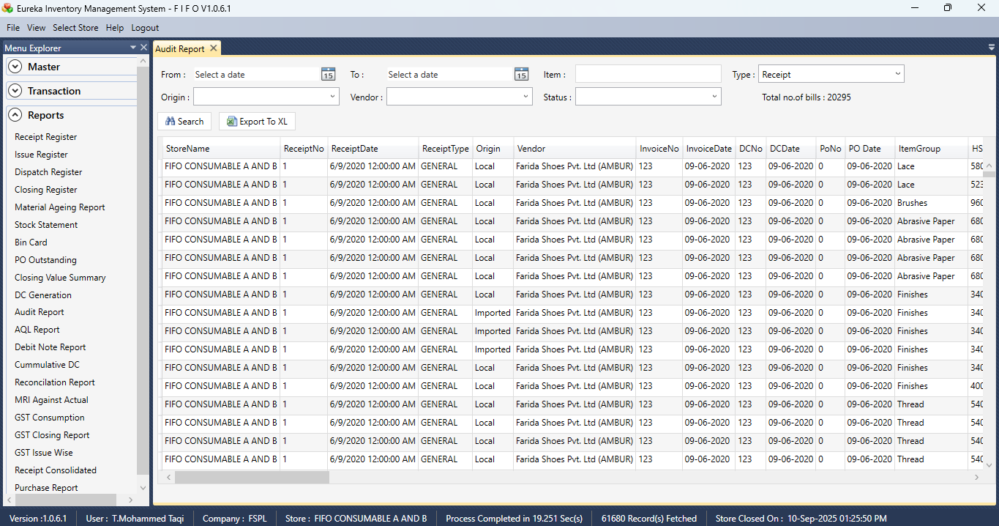 Eureka Inventory Management System - F I F O V1.0.6.1
File View Select Store Help Logout
Menu Explorer
Master
Transaction
Reports
Receipt Register
Issue Register
Dispatch Register
Closing Register
Material Ageing Report
Stock Statement
Bin Card
PO Outstanding
Closing Value Summary
DC Generation
Audit Report
AQL Report
Debit Note Report
Cummulative DC
Reconcilation Report
MRI Against Actual
GST Consumption
GST Closing Report
GST Issue Wise
Receipt Consolidated
Purchase Report
Audit Report
From : Select a date 15 To : Select a date 15 Item : Type : Receipt
Origin : Vendor : Status : Total no.of bills : 20295
Search Export To XL
StoreName ReceiptNo ReceiptDate ReceiptType Origin Vendor InvoiceNo InvoiceDate DCNo DCDate PoNo PO Date ItemGroup HS
FIFO CONSUMABLE A AND B 1 6/9/2020 12:00:00 AM GENERAL Local Farida Shoes Pvt. Ltd (AMBUR) 123 09-06-2020 123 09-06-2020 0 09-06-2020 Lace 580
FIFO CONSUMABLE A AND B 1 6/9/2020 12:00:00 AM GENERAL Local Farida Shoes Pvt. Ltd (AMBUR) 123 09-06-2020 123 09-06-2020 0 09-06-2020 Lace 523
FIFO CONSUMABLE A AND B 1 6/9/2020 12:00:00 AM GENERAL Local Farida Shoes Pvt. Ltd (AMBUR) 123 09-06-2020 123 09-06-2020 0 09-06-2020 Brushes 960
FIFO CONSUMABLE A AND B 1 6/9/2020 12:00:00 AM GENERAL Local Farida Shoes Pvt. Ltd (AMBUR) 123 09-06-2020 123 09-06-2020 0 09-06-2020 Abrasive Paper 680
FIFO CONSUMABLE A AND B 1 6/9/2020 12:00:00 AM GENERAL Local Farida Shoes Pvt. Ltd (AMBUR) 123 09-06-2020 123 09-06-2020 0 09-06-2020 Abrasive Paper 680
FIFO CONSUMABLE A AND B 1 6/9/2020 12:00:00 AM GENERAL Local Farida Shoes Pvt. Ltd (AMBUR) 123 09-06-2020 123 09-06-2020 0 09-06-2020 Abrasive Paper 680
FIFO CONSUMABLE A AND B 1 6/9/2020 12:00:00 AM GENERAL Local Farida Shoes Pvt. Ltd (AMBUR) 123 09-06-2020 123 09-06-2020 0 09-06-2020 Abrasive Paper 680
FIFO CONSUMABLE A AND B 1 6/9/2020 12:00:00 AM GENERAL Local Farida Shoes Pvt. Ltd (AMBUR) 123 09-06-2020 123 09-06-2020 0 09-06-2020 Finishes 340
FIFO CONSUMABLE A AND B 1 6/9/2020 12:00:00 AM GENERAL Imported Farida Shoes Pvt. Ltd (AMBUR) 123 09-06-2020 123 09-06-2020 0 09-06-2020 Finishes 340
FIFO CONSUMABLE A AND B 1 6/9/2020 12:00:00 AM GENERAL Imported Farida Shoes Pvt. Ltd (AMBUR) 123 09-06-2020 123 09-06-2020 0 09-06-2020 Finishes 340
FIFO CONSUMABLE A AND B 1 6/9/2020 12:00:00 AM GENERAL Imported Farida Shoes Pvt. Ltd (AMBUR) 123 09-06-2020 123 09-06-2020 0 09-06-2020 Finishes 340
FIFO CONSUMABLE A AND B 1 6/9/2020 12:00:00 AM GENERAL Local Farida Shoes Pvt. Ltd (AMBUR) 123 09-06-2020 123 09-06-2020 0 09-06-2020 Finishes 340
FIFO CONSUMABLE A AND B 1 6/9/2020 12:00:00 AM GENERAL Local Farida Shoes Pvt. Ltd (AMBUR) 123 09-06-2020 123 09-06-2020 0 09-06-2020 Finishes 400
FIFO CONSUMABLE A AND B 1 6/9/2020 12:00:00 AM GENERAL Local Farida Shoes Pvt. Ltd (AMBUR) 123 09-06-2020 123 09-06-2020 0 09-06-2020 Thread 540
FIFO CONSUMABLE A AND B 1 6/9/2020 12:00:00 AM GENERAL Local Farida Shoes Pvt. Ltd (AMBUR) 123 09-06-2020 123 09-06-2020 0 09-06-2020 Thread 540
FIFO CONSUMABLE A AND B 1 6/9/2020 12:00:00 AM GENERAL Local Farida Shoes Pvt. Ltd (AMBUR) 123 09-06-2020 123 09-06-2020 0 09-06-2020 Thread 540
FIFO CONSUMABLE A AND B 1 6/9/2020 12:00:00 AM GENERAL Local Farida Shoes Pvt. Ltd (AMBUR) 123 09-06-2020 123 09-06-2020 0 09-06-2020 Thread 540
Version :1.0.6.1 User : T.Mohammed Taqi Company : FSPL Store : FIFO CONSUMABLE A AND B Process Completed in 19.251 Sec(s) 61680 Record(s) Fetched Store Closed On : 10-Sep-2025 01:25:50 PM